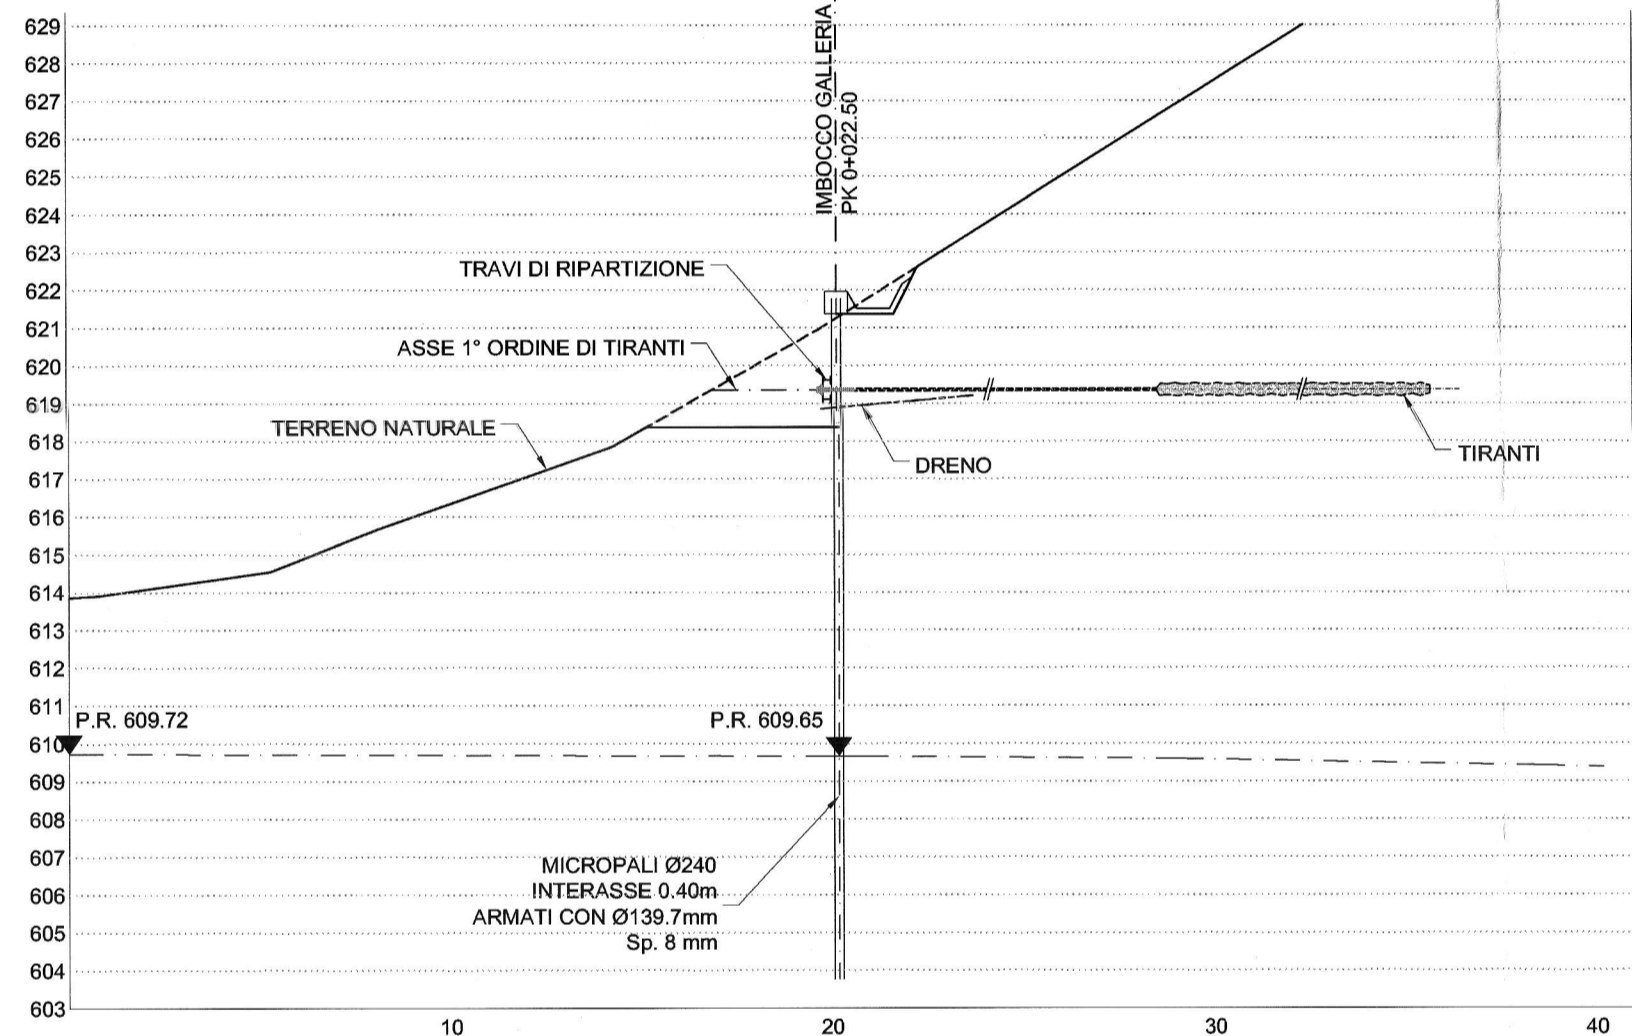 629
628
627
626
625
624
623
622
621
620
619
618
617
616
615
614
613
612
611
610
609
608
607
606
605
604
603
IMBOCCO GALLERIA
PK 0+022.50
TRAVI DI RIPARTIZIONE
ASSE 1° ORDINE DI TIRANTI
TERRENO NATURALE
DRENO
TIRANTI
P.R. 609.72
P.R. 609.65
MICROPALI Ø240
INTERASSE 0.40m
ARMATI CON Ø139.7mm
Sp. 8 mm
10
20
30
40